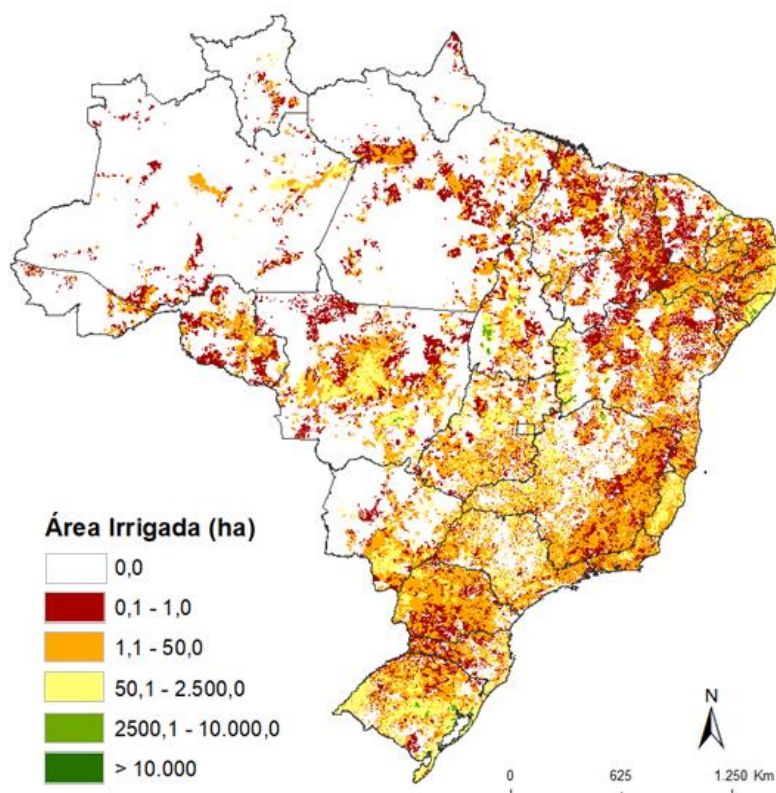 Área Irrigada (ha)
0,0
0,1 - 1,0
1,1 - 50,0
50,1 - 2.500,0
2500,1 - 10.000,0
> 10.000
N
0 625 1.250 Km